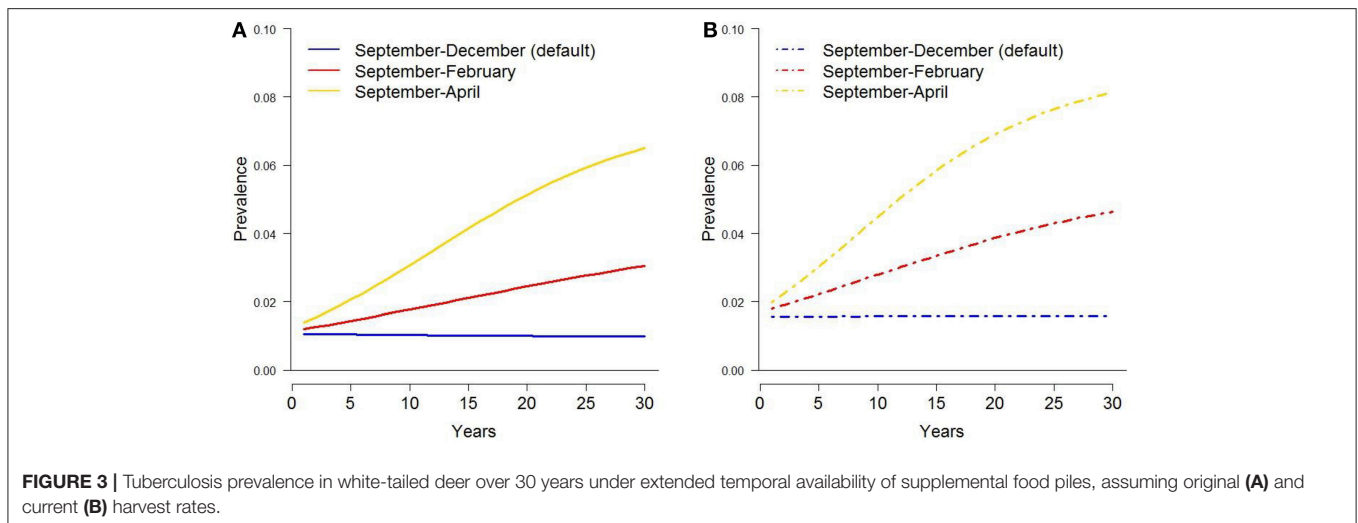 A
0.10
0.08
0.06
0.04
0.02
0.00
Prevalence
September-December (default)
September-February
September-April
0 5 10 15 20 25 30
Years
B
0.10
0.08
0.06
0.04
0.02
0.00
Prevalence
September-December (default)
September-February
September-April
0 5 10 15 20 25 30
Years
FIGURE 3 | Tuberculosis prevalence in white-tailed deer over 30 years under extended temporal availability of supplemental food piles, assuming original (A) and
current (B) harvest rates.